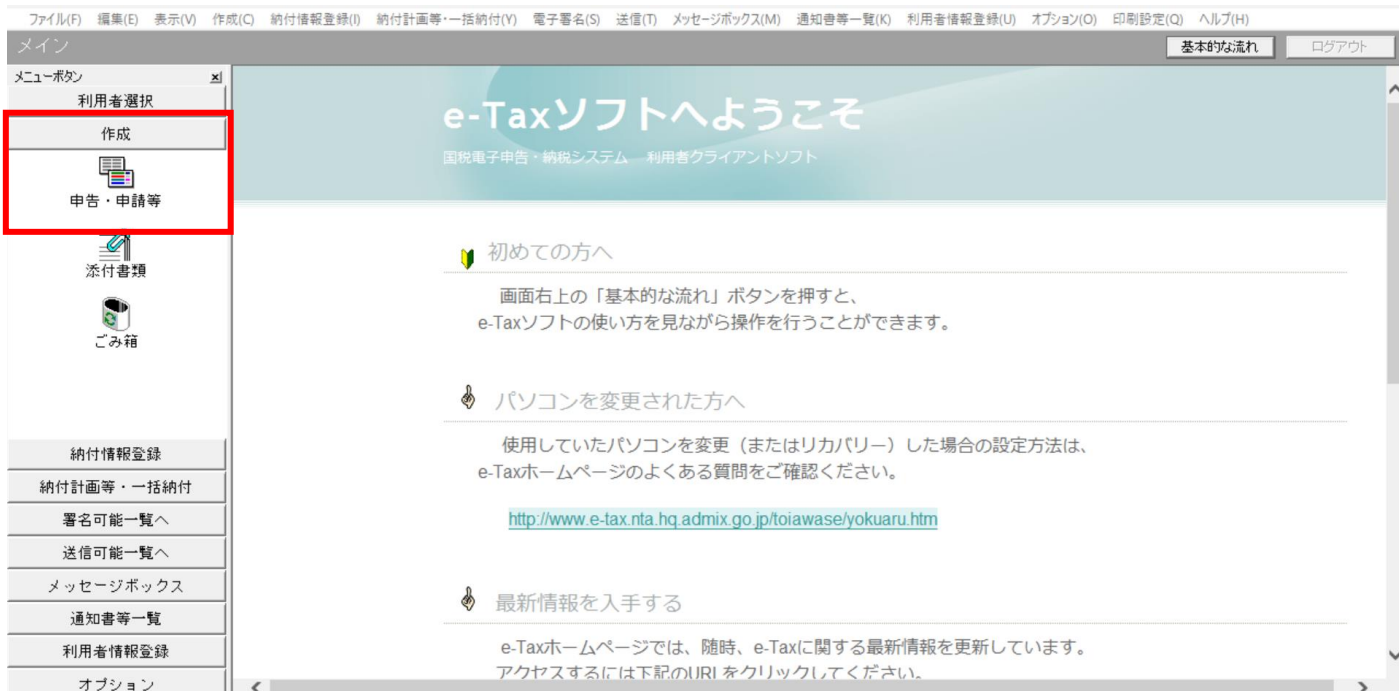 ファイル(F) 編集(E) 表示(V) 作成(C) 納付情報登録(I) 納付計画等・一括納付(Y) 電子署名(S) 送信(T) メッセージボックス(M) 通知書等一覧(K) 利用者情報登録(U) オプション(O) 印刷設定(Q) ヘルプ(H)
メイン
基本的な流れ
ログアウト
メニューボタン
利用者選択
作成
申告・申請等
添付書類
ごみ箱
納付情報登録
納付計画等・一括納付
署名可能一覧へ
送信可能一覧へ
メッセージボックス
通知書等一覧
利用者情報登録
オプション
e-Taxソフトへようこそ
国税電子申告・納税システム 利用者クライアントソフト
初めての方へ
画面右上の「基本的な流れ」ボタンを押すと、
e-Taxソフトの使い方を見ながら操作を行うことができます。
パソコンを変更された方へ
使用していたパソコンを変更（またはリカバリー）した場合の設定方法は、
e-Taxホームページのよくある質問をご確認ください。
http://www.e-tax.nta.hq.admix.go.jp/toiawase/yokuaru.htm
最新情報を入手する
e-Taxホームページでは、随時、e-Taxに関する最新情報を更新しています。
アクセスするには下記のURLをクリックしてください。